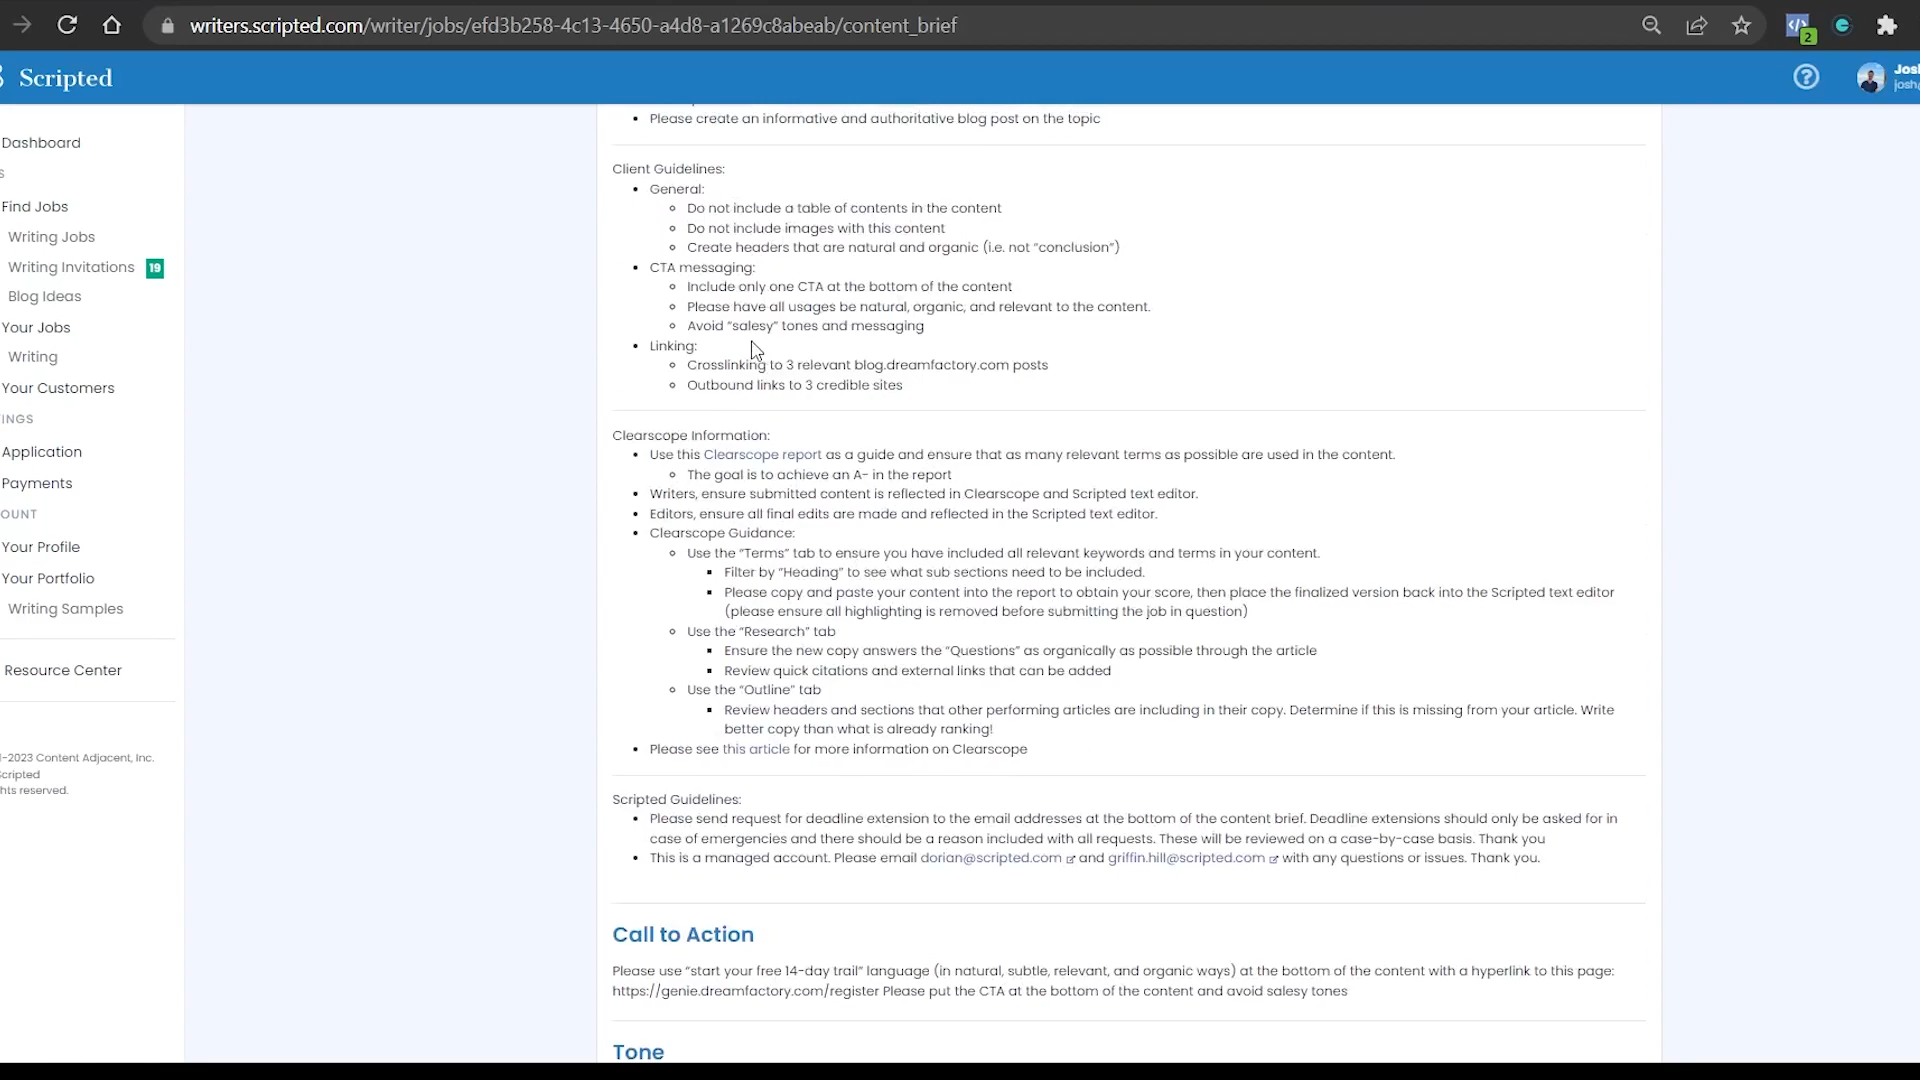 writers.scripted.com/writer/jobs/efd3b258-4c13-4650-a4d8-a1269c8abeab/content_brief
2
Scripted
?
Josh
josh@
Dashboard
S
Find Jobs
Writing Jobs
Writing Invitations 19
Blog Ideas
Your Jobs
Writing
Your Customers
INGS
Application
Payments
OUNT
Your Profile
Your Portfolio
Writing Samples
Resource Center
-2023 Content Adjacent, Inc.
Scripted
hts reserved.
Please create an informative and authoritative blog post on the topic
Client Guidelines:
General:
Do not include a table of contents in the content
Do not include images with this content
Create headers that are natural and organic (i.e. not “conclusion”)
CTA messaging:
Include only one CTA at the bottom of the content
Please have all usages be natural, organic, and relevant to the content.
Avoid “salesy” tones and messaging
Linking:
Crosslinking to 3 relevant blog.dreamfactory.com posts
Outbound links to 3 credible sites
Clearscope Information:
Use this Clearscope report as a guide and ensure that as many relevant terms as possible are used in the content.
The goal is to achieve an A- in the report
Writers, ensure submitted content is reflected in Clearscope and Scripted text editor.
Editors, ensure all final edits are made and reflected in the Scripted text editor.
Clearscope Guidance:
Use the “Terms” tab to ensure you have included all relevant keywords and terms in your content.
Filter by “Heading” to see what sub sections need to be included.
Please copy and paste your content into the report to obtain your score, then place the finalized version back into the Scripted text editor
(please ensure all highlighting is removed before submitting the job in question)
Use the “Research” tab
Ensure the new copy answers the “Questions” as organically as possible through the article
Review quick citations and external links that can be added
Use the “Outline” tab
Review headers and sections that other performing articles are including in their copy. Determine if this is missing from your article. Write
better copy than what is already ranking!
Please see this article for more information on Clearscope
Scripted Guidelines:
Please send request for deadline extension to the email addresses at the bottom of the content brief. Deadline extensions should only be asked for in
case of emergencies and there should be a reason included with all requests. These will be reviewed on a case-by-case basis. Thank you
This is a managed account. Please email dorian@scripted.com and griffin.hill@scripted.com with any questions or issues. Thank you.
Call to Action
Please use “start your free 14-day trail” language (in natural, subtle, relevant, and organic ways) at the bottom of the content with a hyperlink to this page:
https://genie.dreamfactory.com/register Please put the CTA at the bottom of the content and avoid salesy tones
Tone